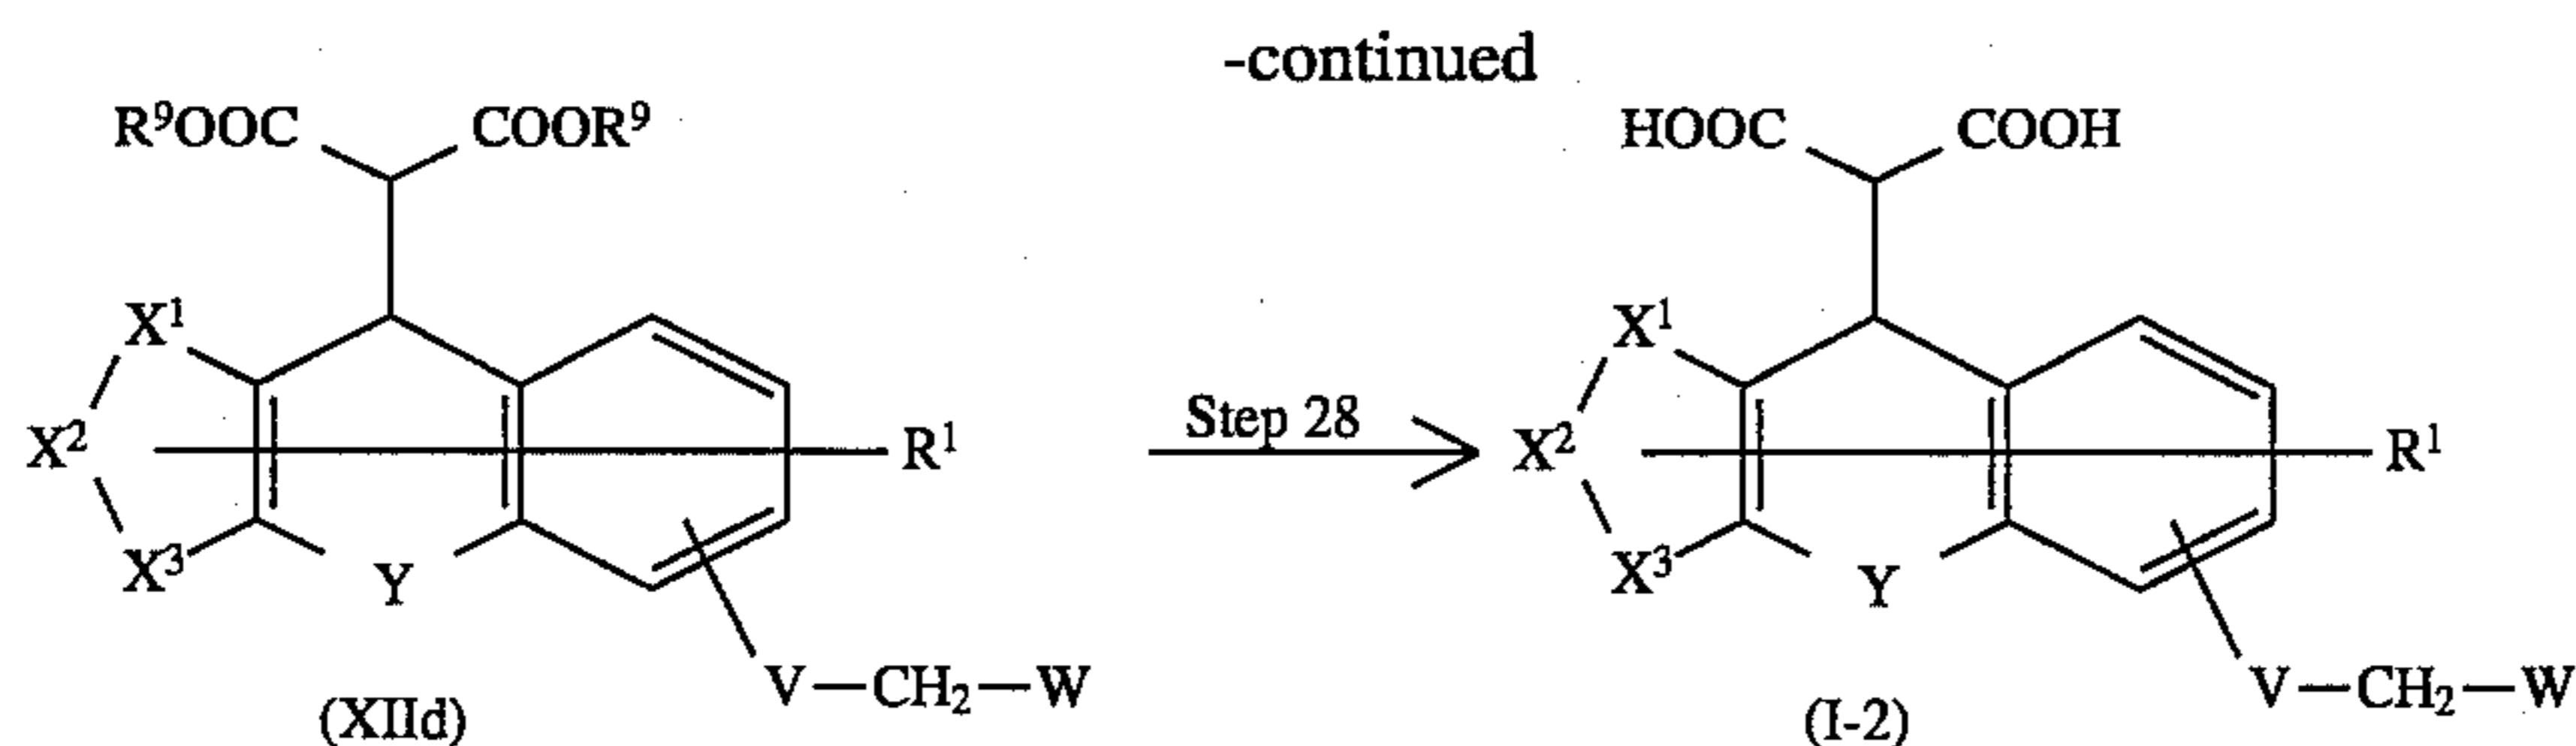 -continued
R⁹OOC COOR⁹ HOOC COOH
X¹ X¹
Step 28
X² R¹ X² R¹
X³ Y X³ Y
V—CH₂—W V—CH₂—W
(XIId) (I-2)